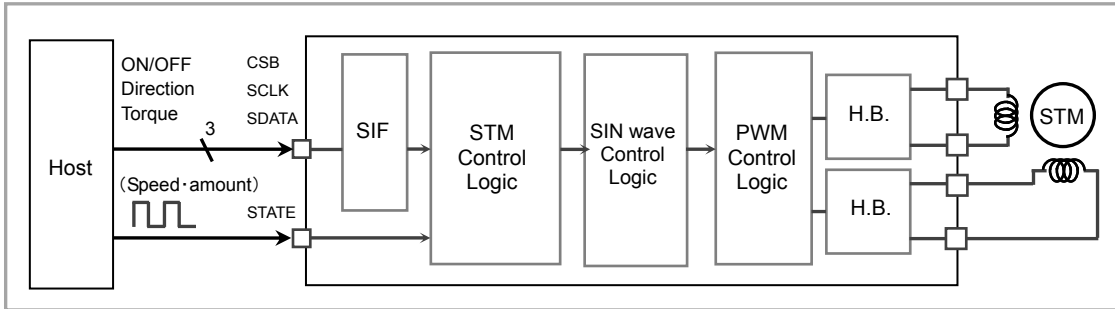 Host
ON/OFF
Direction
Torque
3
CSB
SCLK
SDATA
(Speed・amount)
STATE
SIF
STM
Control
Logic
SIN wave
Control
Logic
PWM
Control
Logic
H.B.
H.B.
STM